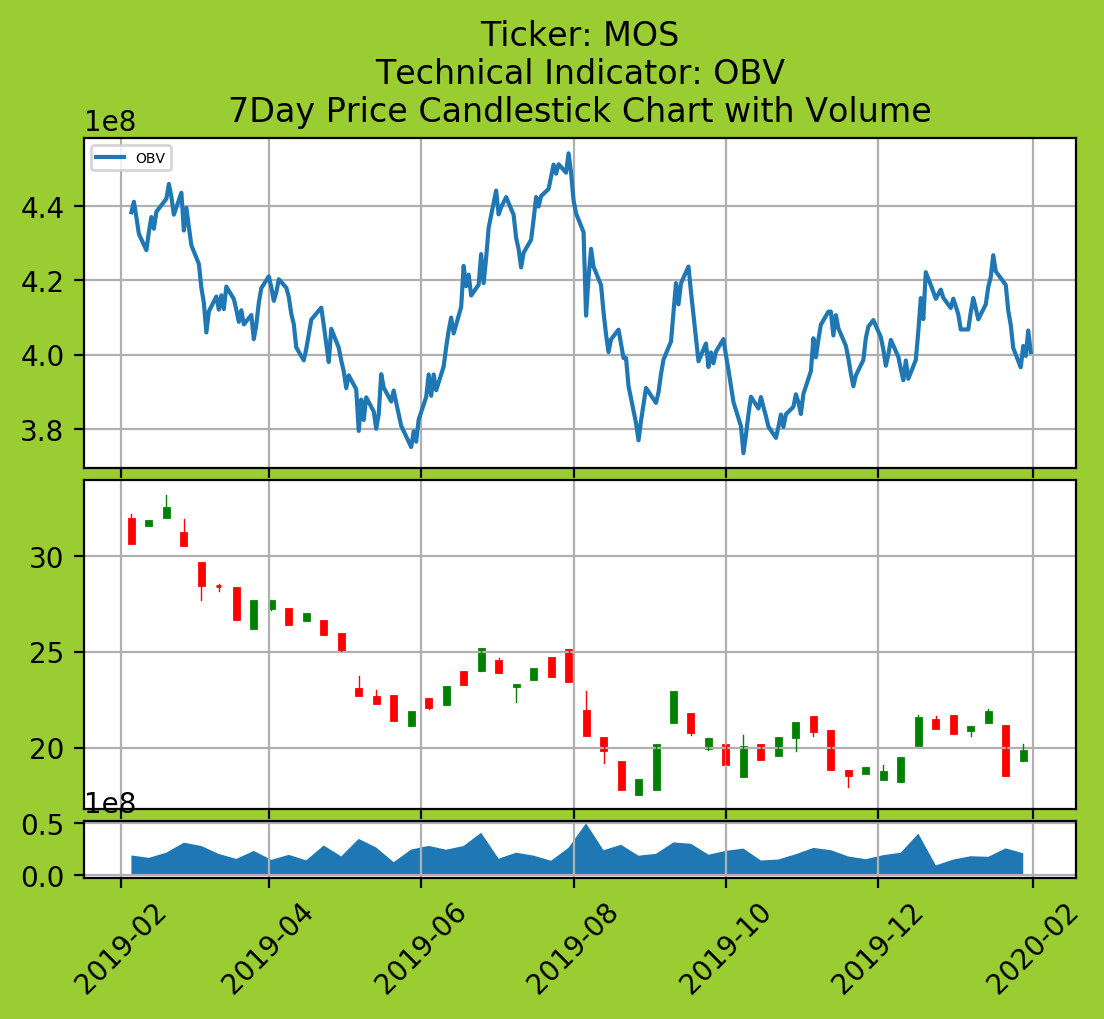 Ticker: MOS
Technical Indicator: OBV
7Day Price Candlestick Chart with Volume
1e8
OBV
4.4
4.2
4.0
3.8
30
25
20
1e8
0.5
0.0
2019-02
2019-04
2019-06
2019-08
2019-10
2019-12
2020-02